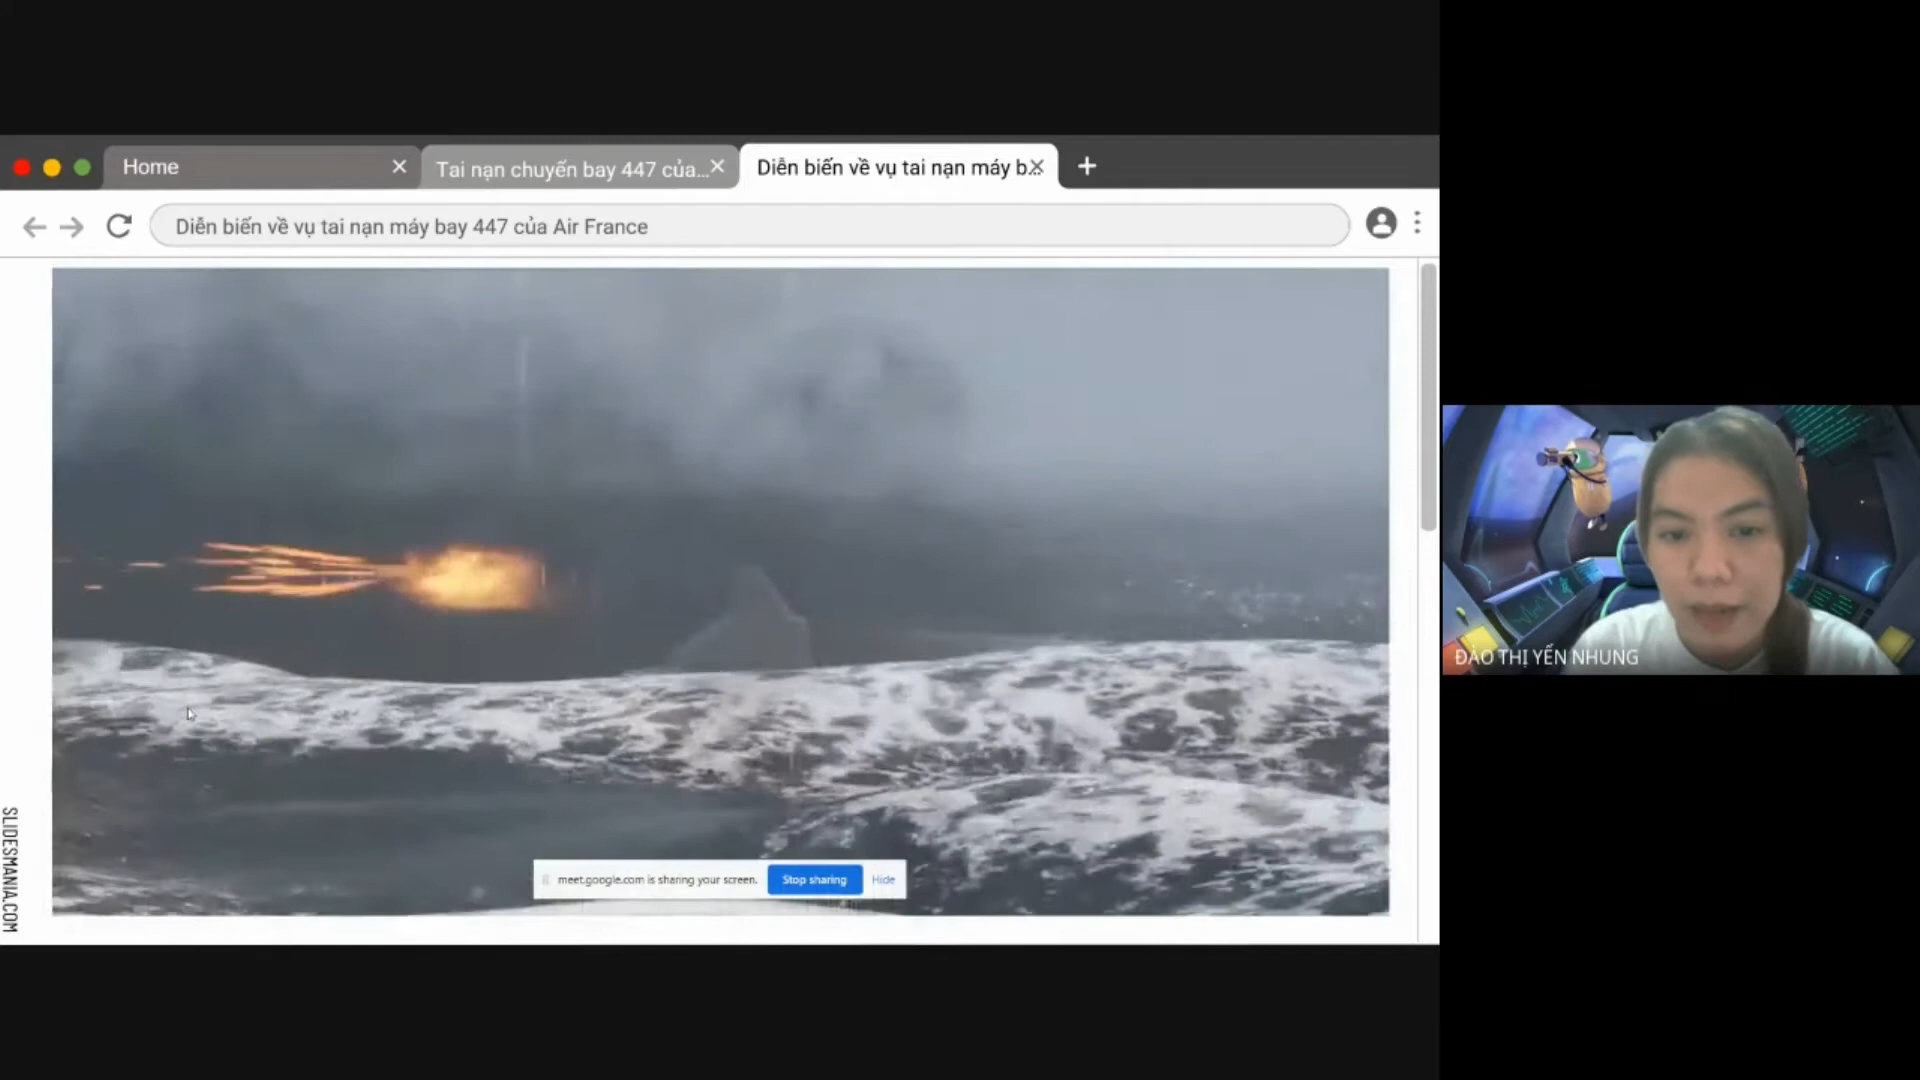 Home
Tai nạn chuyến bay 447 của...
Diễn biến về vụ tai nạn máy b...
Diễn biến về vụ tai nạn máy bay 447 của Air France
SLIDESMANIA.COM
meet.google.com is sharing your screen.
Stop sharing
Hide
ĐÀO THỊ YẾN NHUNG